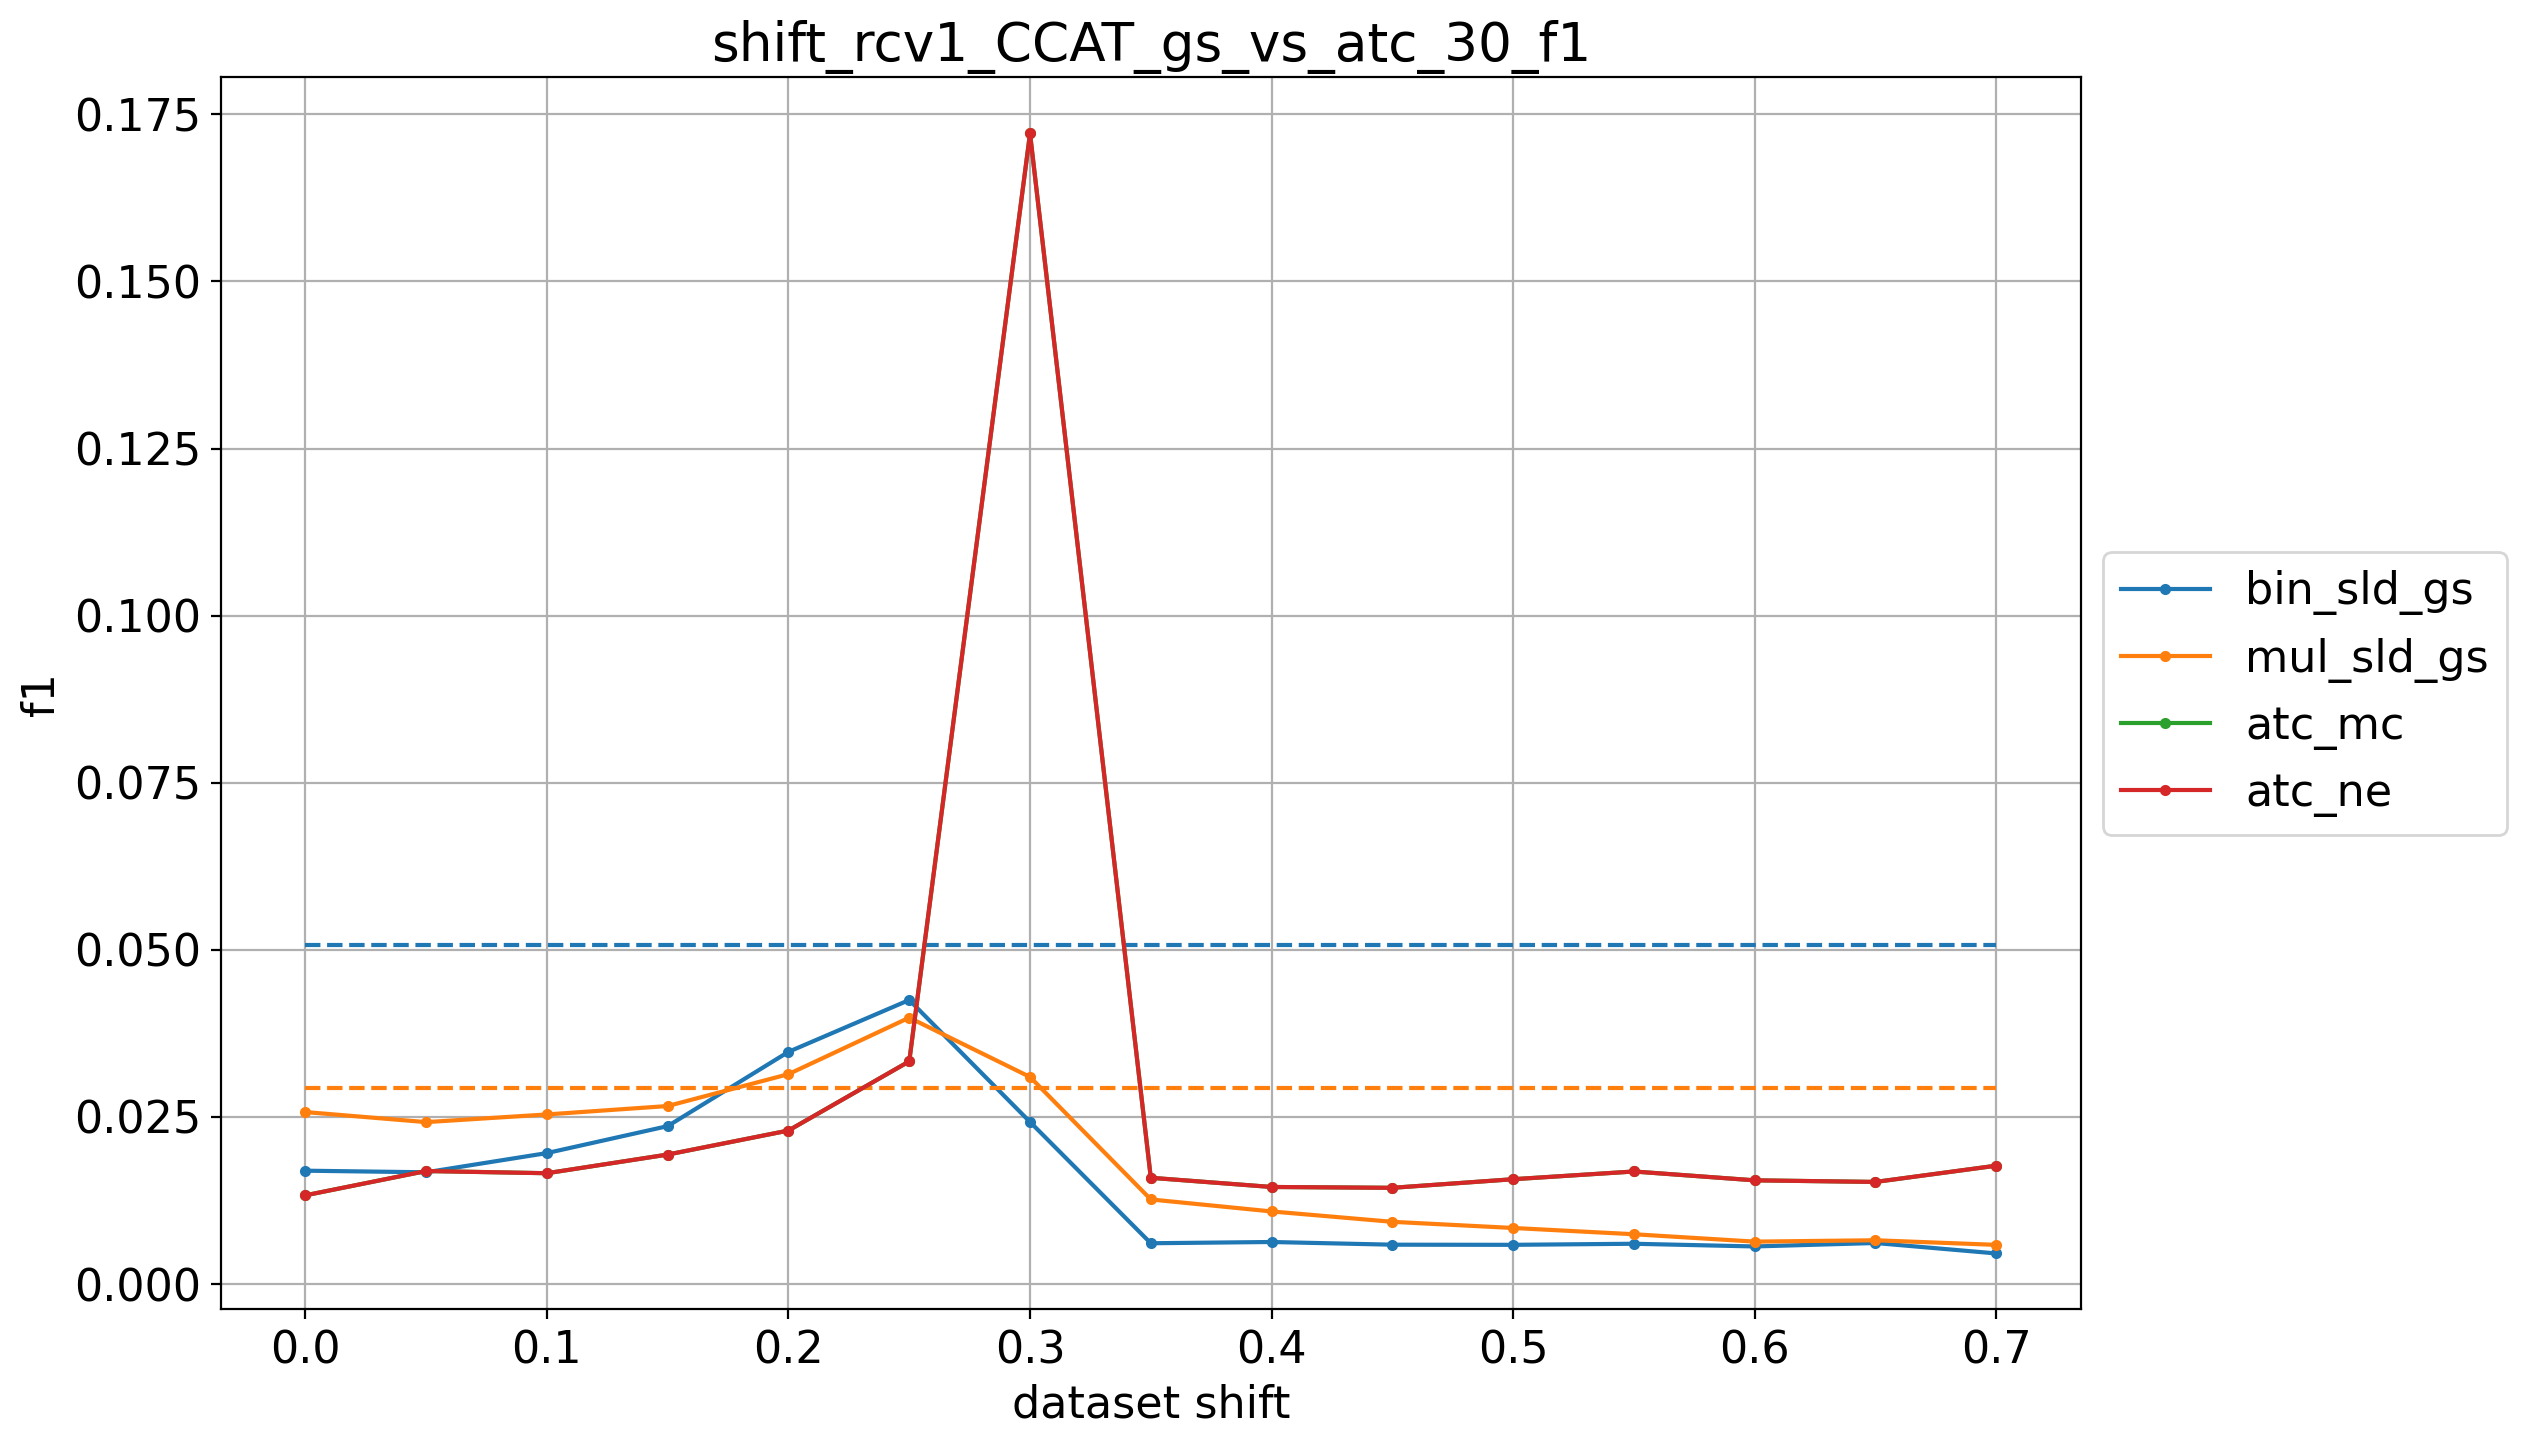 shift_rcv1_CCAT_gs_vs_atc_30_f1
0.175
0.150
0.125
0.100
0.075
0.050
0.025
0.000
f1
0.0 0.1 0.2 0.3 0.4 0.5 0.6 0.7
dataset shift
bin_sld_gs
mul_sld_gs
atc_mc
atc_ne